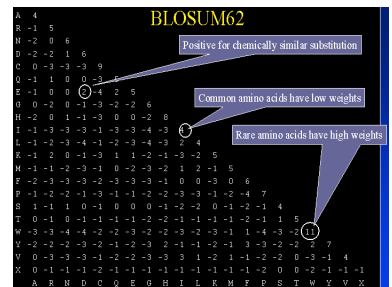 BLOSUM62
A 4
R -1 5
N -2 0 6
D -2 -2 1 6
Positive for chemically similar substitution
C 0 -3 -3 -3 9
Q -1 1 0 0 -3 5
E -1 0 0 2 -4 2 5
G 0 -2 0 -1 -3 -2 -2 6
Common amino acids have low weights
H -2 0 1 -1 -3 0 0 -2 8
I -1 -3 -3 -3 -1 -3 -3 -4 -3 4
Rare amino acids have high weights
L -1 -2 -3 -4 -1 -2 -3 -4 -3 2 4
K -1 2 0 -1 -3 1 1 -2 -1 -3 -2 5
M -1 -1 -2 -3 -1 0 -2 -3 -2 1 2 -1 5
F -2 -3 -3 -3 -2 -3 -3 -3 -1 0 0 -3 0 6
P -1 -2 -2 -1 -3 -1 -1 -2 -2 -3 -3 -1 -2 -4 7
S 1 -1 1 0 -1 0 0 0 -1 -2 -2 0 -1 -2 -1 4
T 0 -1 0 -1 -1 -1 -1 -2 -2 -1 -1 -1 -1 -2 -1 1 5
W -3 -3 -4 -4 -2 -2 -3 -2 -2 -3 -2 -3 -1 1 -4 -3 -2 11
Y -2 -2 -2 -3 -2 -1 -2 -3 2 -1 -1 -2 -1 3 -3 -2 -2 2 7
V 0 -3 -3 -3 -1 -2 -2 -3 -3 3 1 -2 1 -1 -2 -2 0 -3 -1 4
X 0 -1 -1 -1 -2 -1 -1 -1 -1 -1 -1 -1 -1 -1 -2 0 0 -2 -1 -1 -1
A R N D C Q E G H I L K M F P S T W Y V X